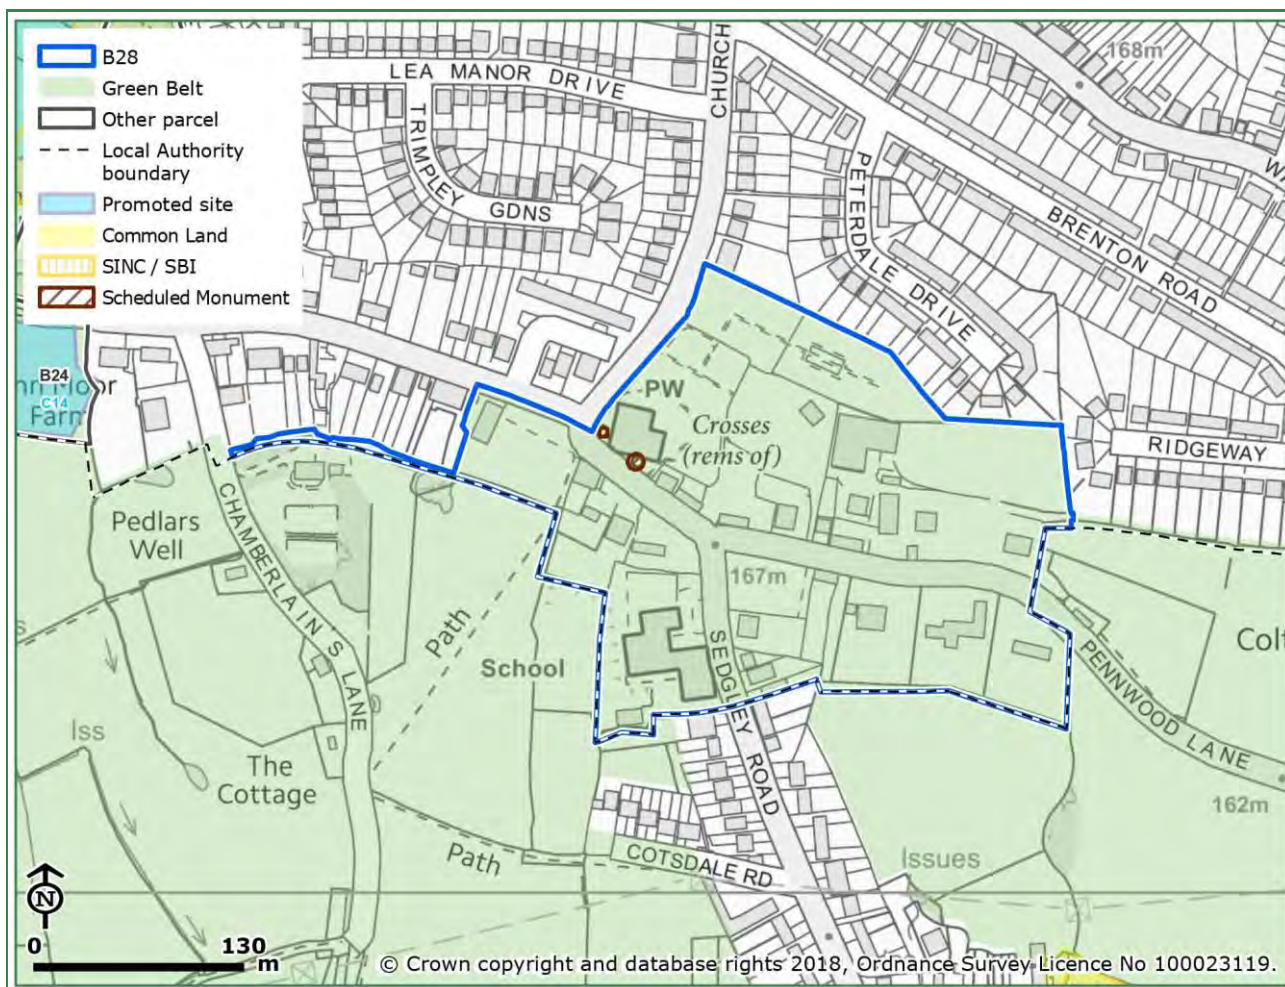 B28
Green Belt
Other parcel
Local Authority
boundary
Promoted site
Common Land
SINC / SBI
Scheduled Monument
LEA MANOR DRIVE
CHURCH
168m
TRIMPLEY GDNS
PETERDALE DRIVE
BRENTON ROAD
B24
C14
Farm
PW
Crosses
(rems of)
RIDGEWAY
Pedlars
Well
CHAMBERLAIN S LANE
Path
School
167m
SEDGLEY ROAD
PENNWOOD LANE
Iss
The
Cottage
162m
Path
COTSDALE RD
Issues
N
0 130
m
© Crown copyright and database rights 2018, Ordnance Survey Licence No 100023119.